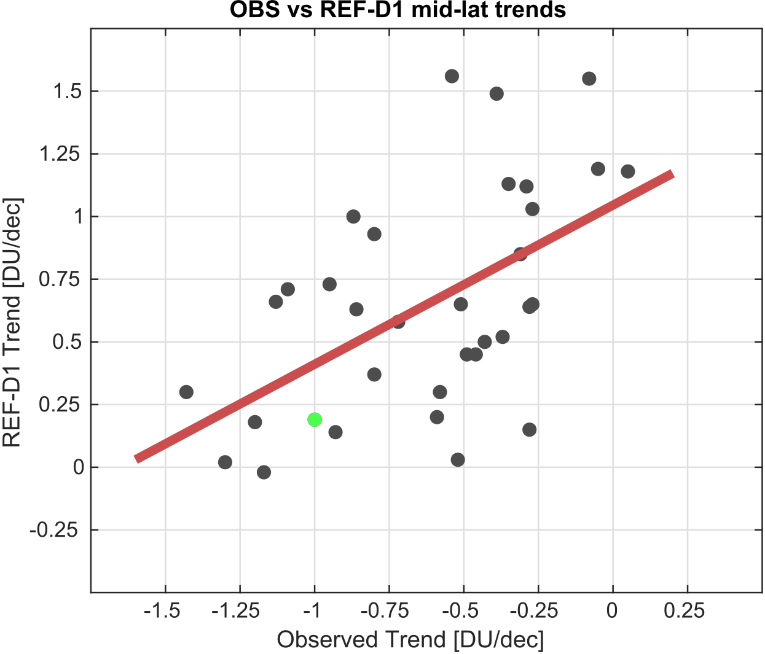 OBS vs REF-D1 mid-lat trends
REF-D1 Trend [DU/dec]
1.5
1.25
1
0.75
0.5
0.25
0
-0.25
-1.5 -1.25 -1 -0.75 -0.5 -0.25 0 0.25
Observed Trend [DU/dec]